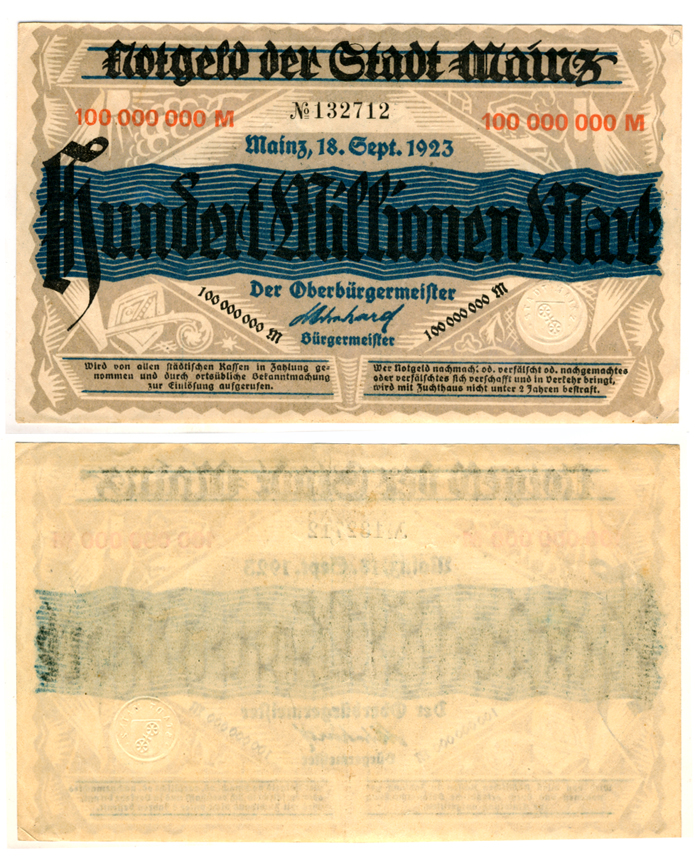 Notgeld der Stadt Mainz
100 000 000 M
№ 132712
100 000 000 M
Mainz, 18. Sept. 1923
Hundert Millionen Mark
Der Oberbürgermeister
100 000 000 M
100 000 000 M
Bürgermeister
Wird von allen städtischen Kassen in Zahlung ge-
nommen und durch ortsübliche Bekanntmachung
zur Einlösung aufgerufen.
Wer Notgeld nachmach. od. verfälscht od. nachgemachtes
oder verfälschtes sich verschafft und in Verkehr bringt,
wird mit Zuchthaus nicht unter 2 Jahren bestraft.